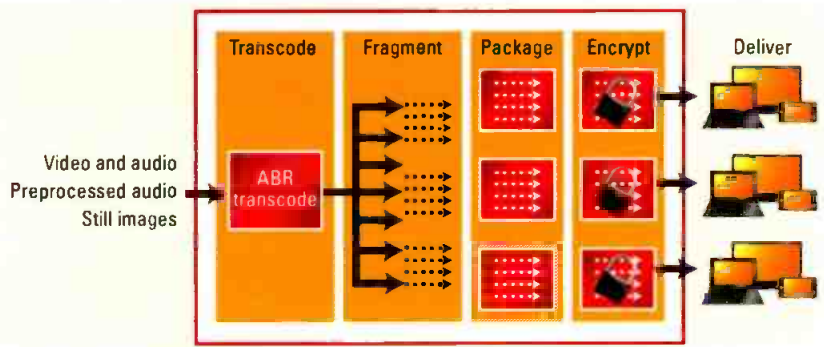 Transcode
Fragment
Package
Encrypt
Deliver
Video and audio
Preprocessed audio
Still images
ABR
transcode